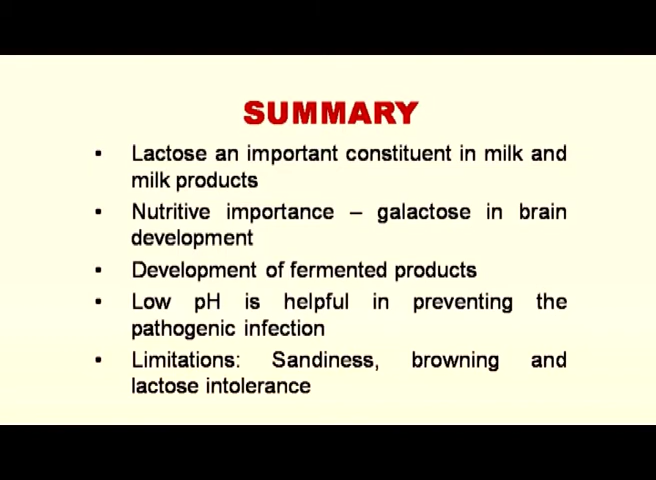 SUMMARY
▪ Lactose an important constituent in milk and
milk products
▪ Nutritive importance – galactose in brain
development
▪ Development of fermented products
▪ Low pH is helpful in preventing the
pathogenic infection
▪ Limitations: Sandiness, browning and
lactose intolerance